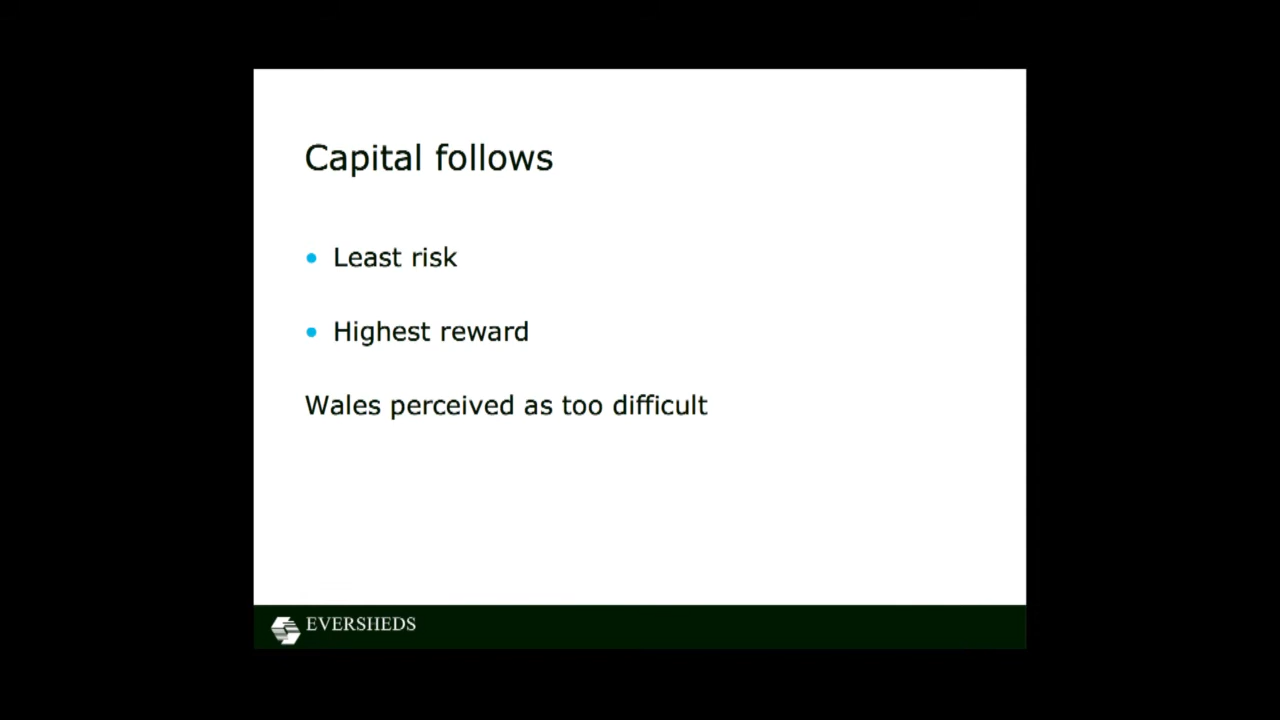 Capital follows
• Least risk
• Highest reward
Wales perceived as too difficult
EVERSHEDS